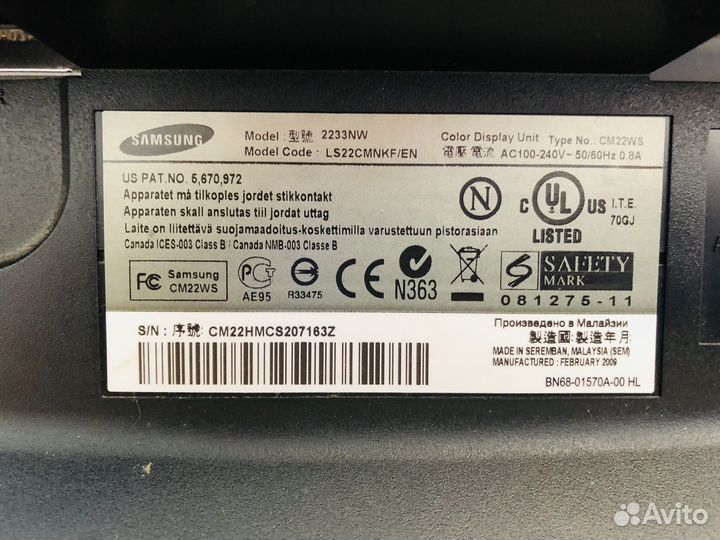 SAMSUNG
Model : 型號 2233NW
Model Code : LS22CMNKF/EN
Color Display Unit Type No.: CM22WS
電壓 電流 AC100-240V~ 50/60Hz 0.8A
US PAT.NO. 5,670,972
Apparatet må tilkoples jordet stikkontakt
Apparaten skall anslutas tiil jordat uttag
Laite on liitettävä suojamaadoitus-koskettimilla varustettuun pistorasiaan
Canada ICES-003 Class B / Canada NMB-003 Classe B
N
C UL US
LISTED
I.T.E.
70GJ
FC Samsung
CM22WS
PCT
AE95
R33475
CE
N363
S SAFETY
MARK
081275-11
S/N : 序號: CM22HMCS207163Z
Произведено в Малайзии
製造國: 製造年月:
MADE IN SEREMBAN, MALAYSIA (SEM)
MANUFACTURED : FEBRUARY 2009
BN68-01570A-00 HL
Avito